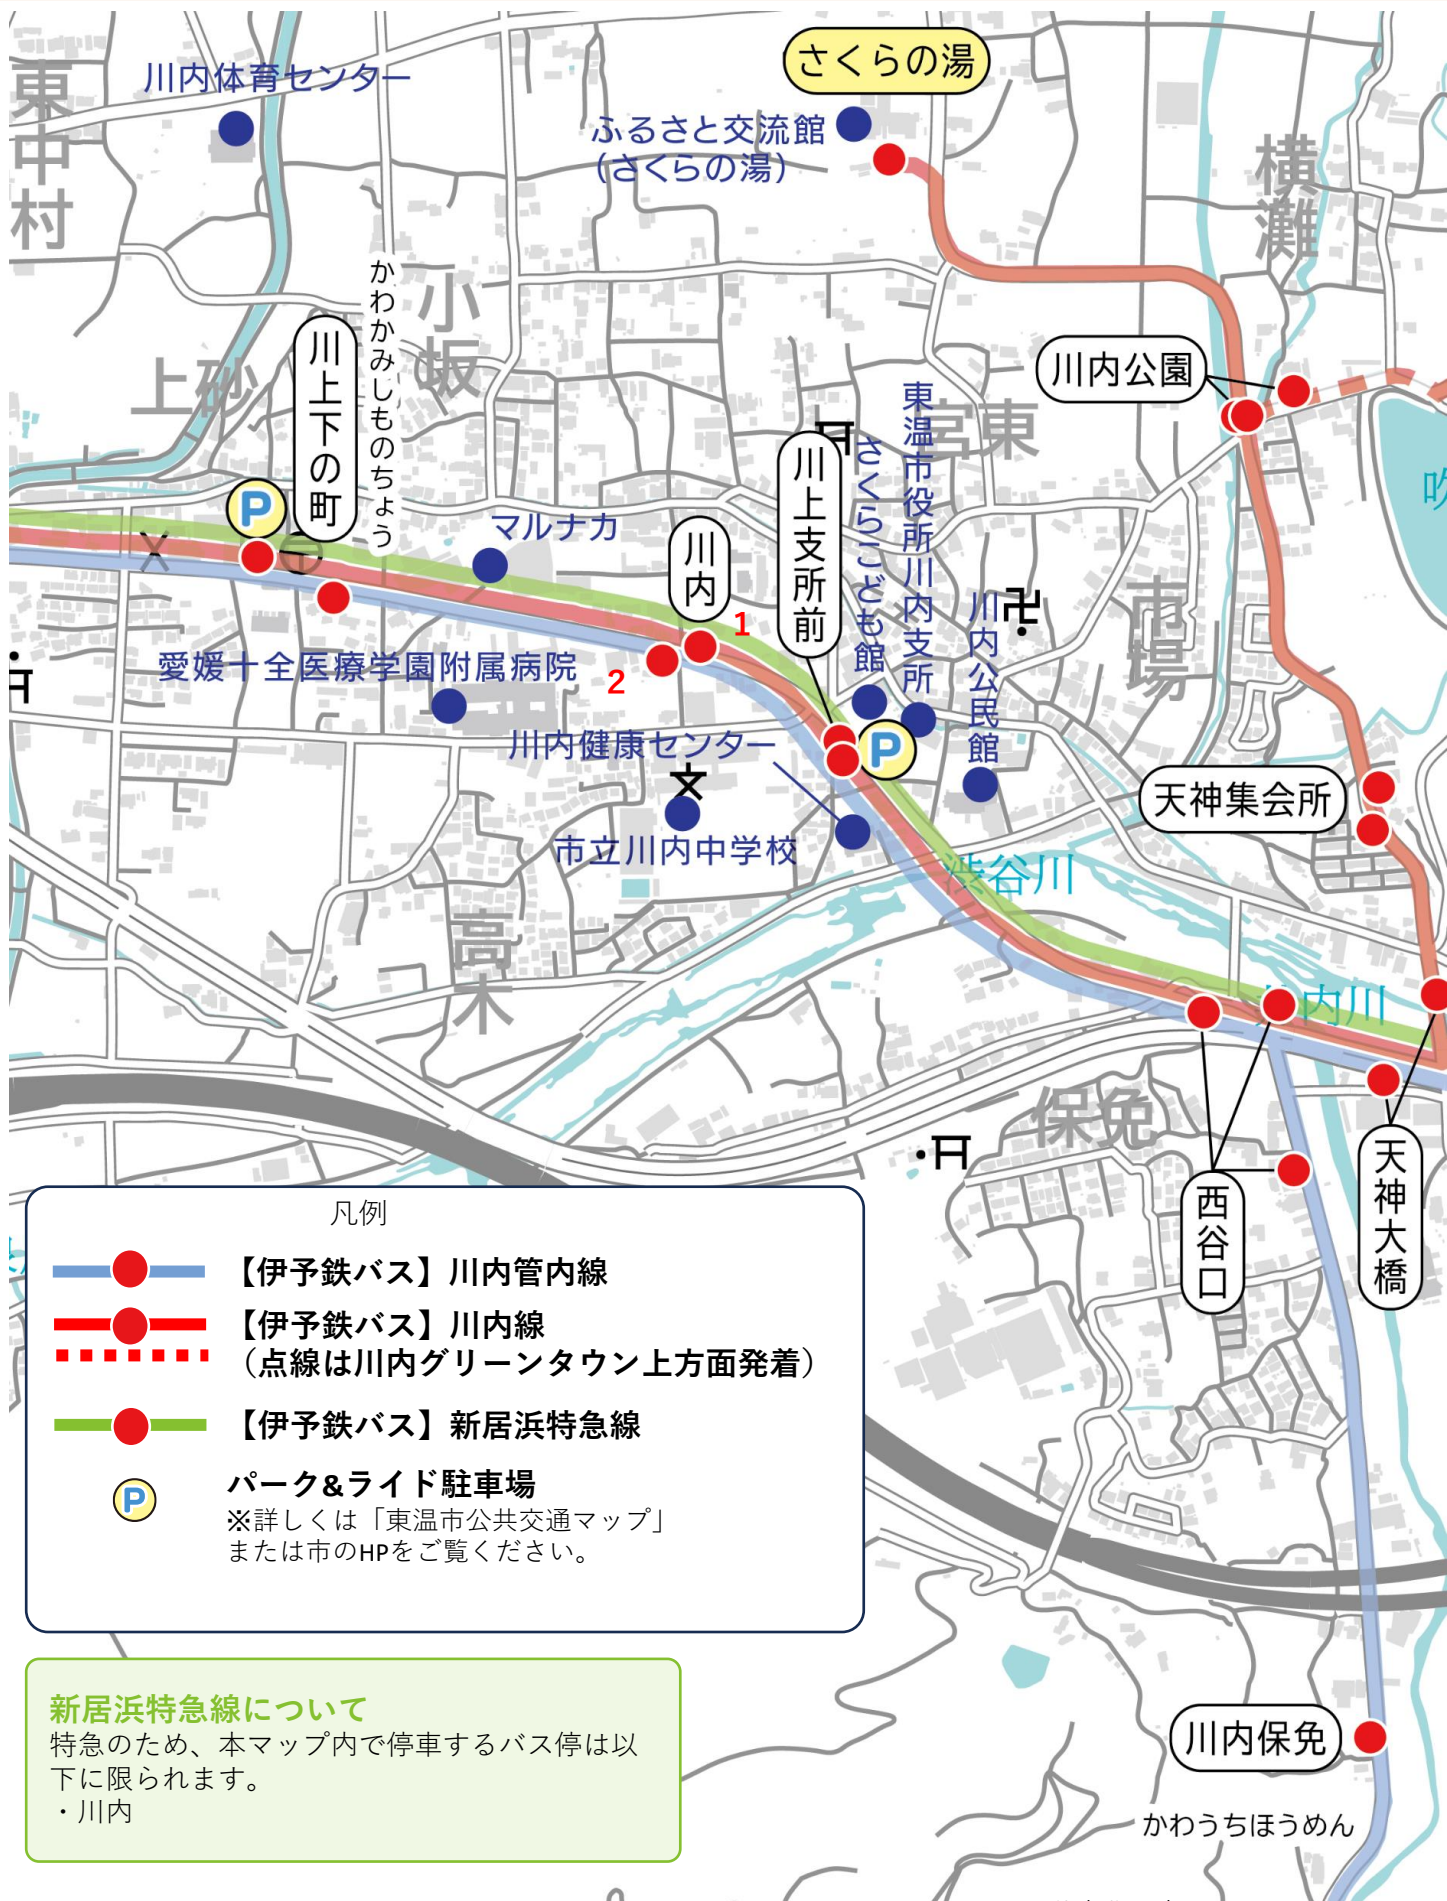 さくらの湯
川内体育センター
東中村
ふるさと交流館
（さくらの湯）
横灘
かわかみしものちょう
小坂
川上下の町
上砂
川内公園
東温市役所川内支所
宮東
さくらこども館
川上支所前
吹
P
マルナカ
川内
市場
川内公民館
1
2
愛媛十全医療学園附属病院
川内健康センター
P
文
天神集会所
市立川内中学校
渋谷川
高木
内川
保免
天神大橋
西谷口
凡例
【伊予鉄バス】川内管内線
【伊予鉄バス】川内線
（点線は川内グリーンタウン上方面発着）
【伊予鉄バス】新居浜特急線
P
パーク&ライド駐車場
※詳しくは「東温市公共交通マップ」
または市のHPをご覧ください。
新居浜特急線について
特急のため、本マップ内で停車するバス停は以
下に限られます。
・川内
川内保免
かわうちほうめん